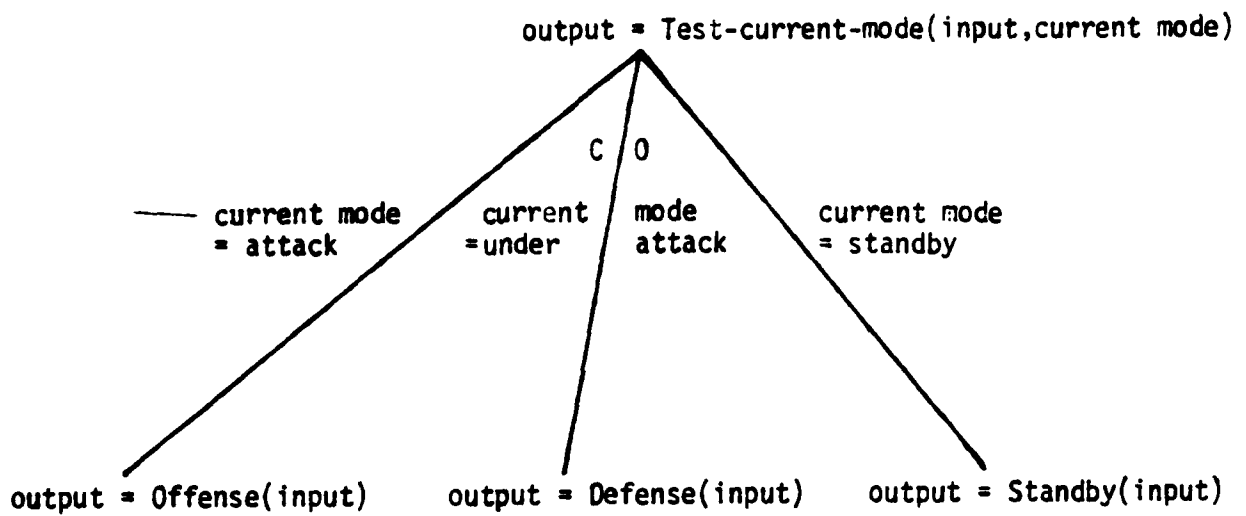 output = Test-current-mode(input,current mode)
C O
current mode
= attack
current mode
=under attack
current mode
= standby
output = Offense(input)
output = Defense(input)
output = Standby(input)